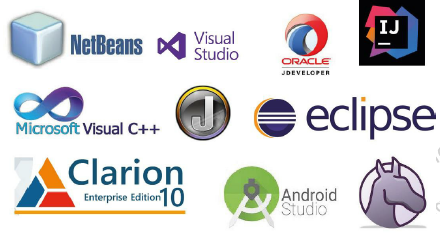 NetBeans
Visual
Studio
ORACLE
JDEVELOPER
IJ
Microsoft Visual C++
J
eclipse
Clarion
Enterprise Edition 10
Android
Studio